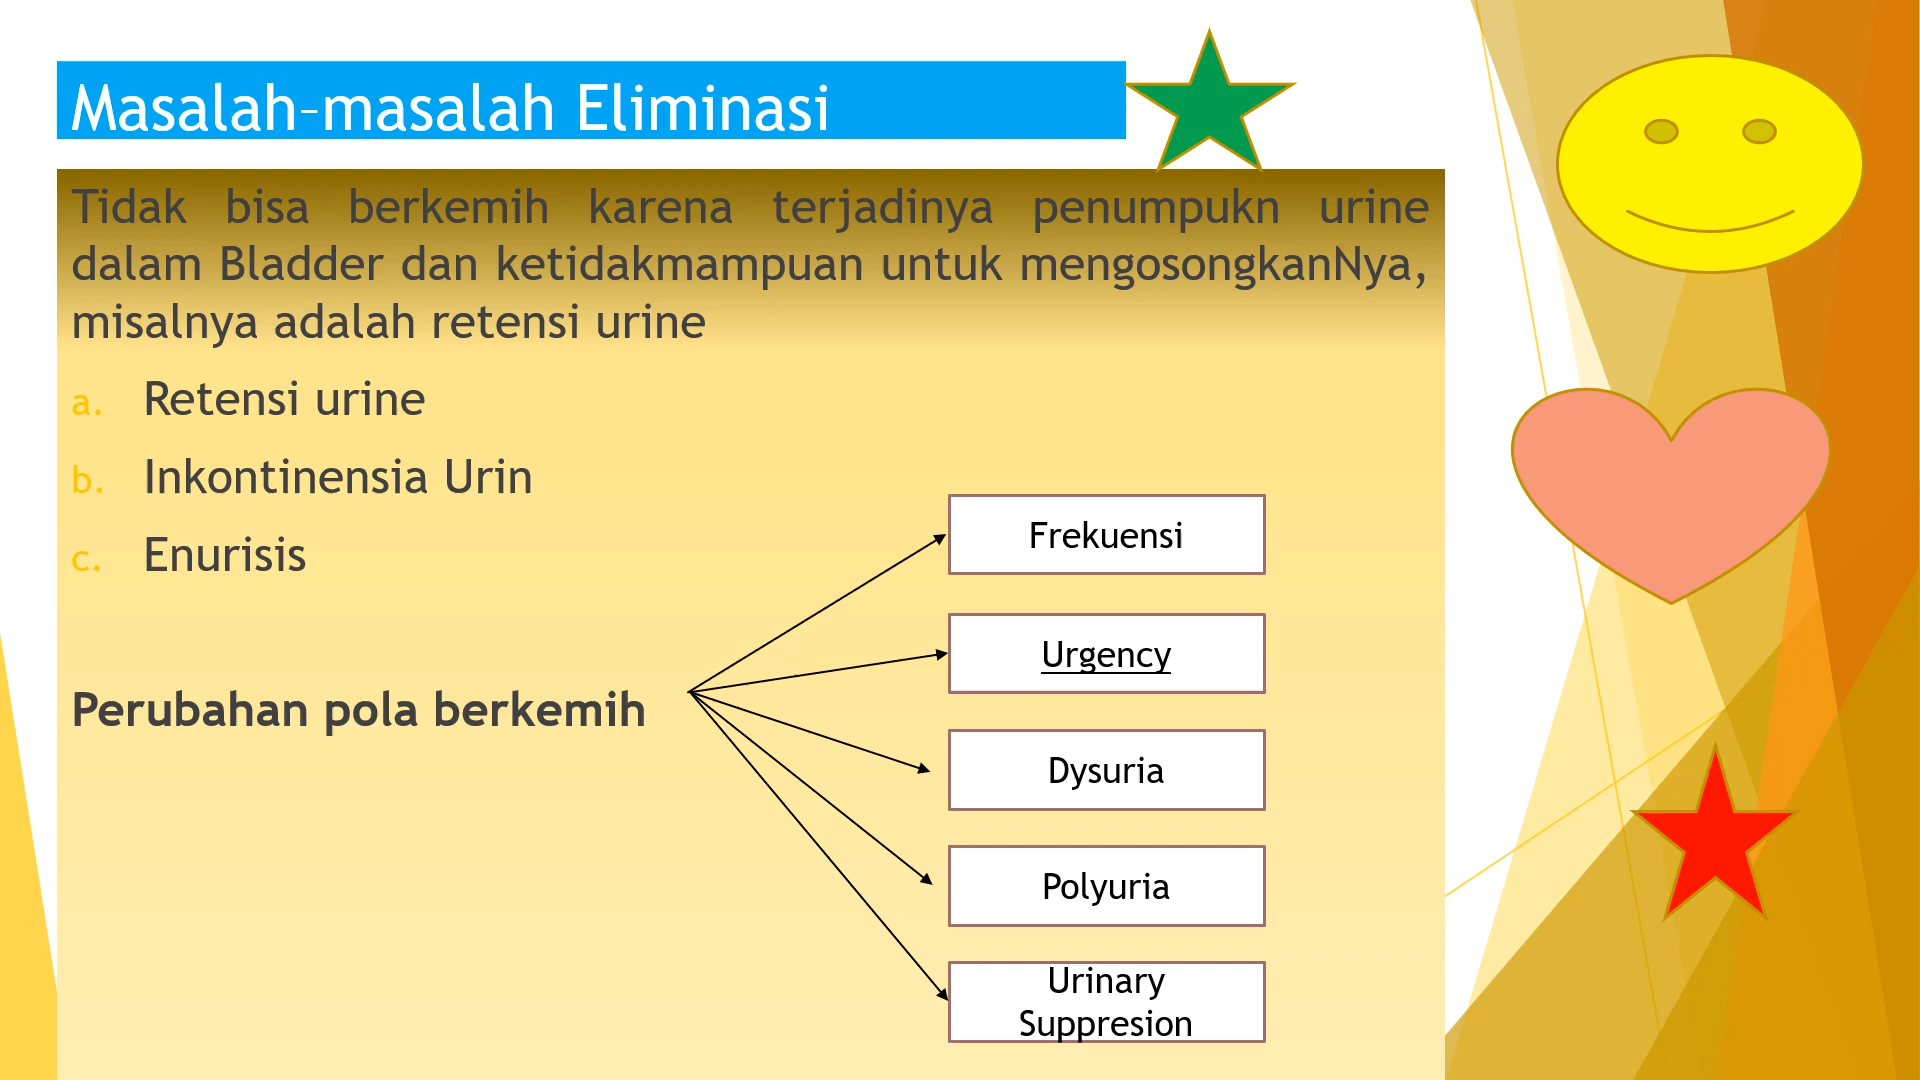 Masalah–masalah Eliminasi
Tidak bisa berkemih karena terjadinya penumpukn urine
dalam Bladder dan ketidakmampuan untuk mengosongkanNya,
misalnya adalah retensi urine
a. Retensi urine
b. Inkontinensia Urin
c. Enurisis
Perubahan pola berkemih
Frekuensi
Urgency
Dysuria
Polyuria
Urinary
Suppresion